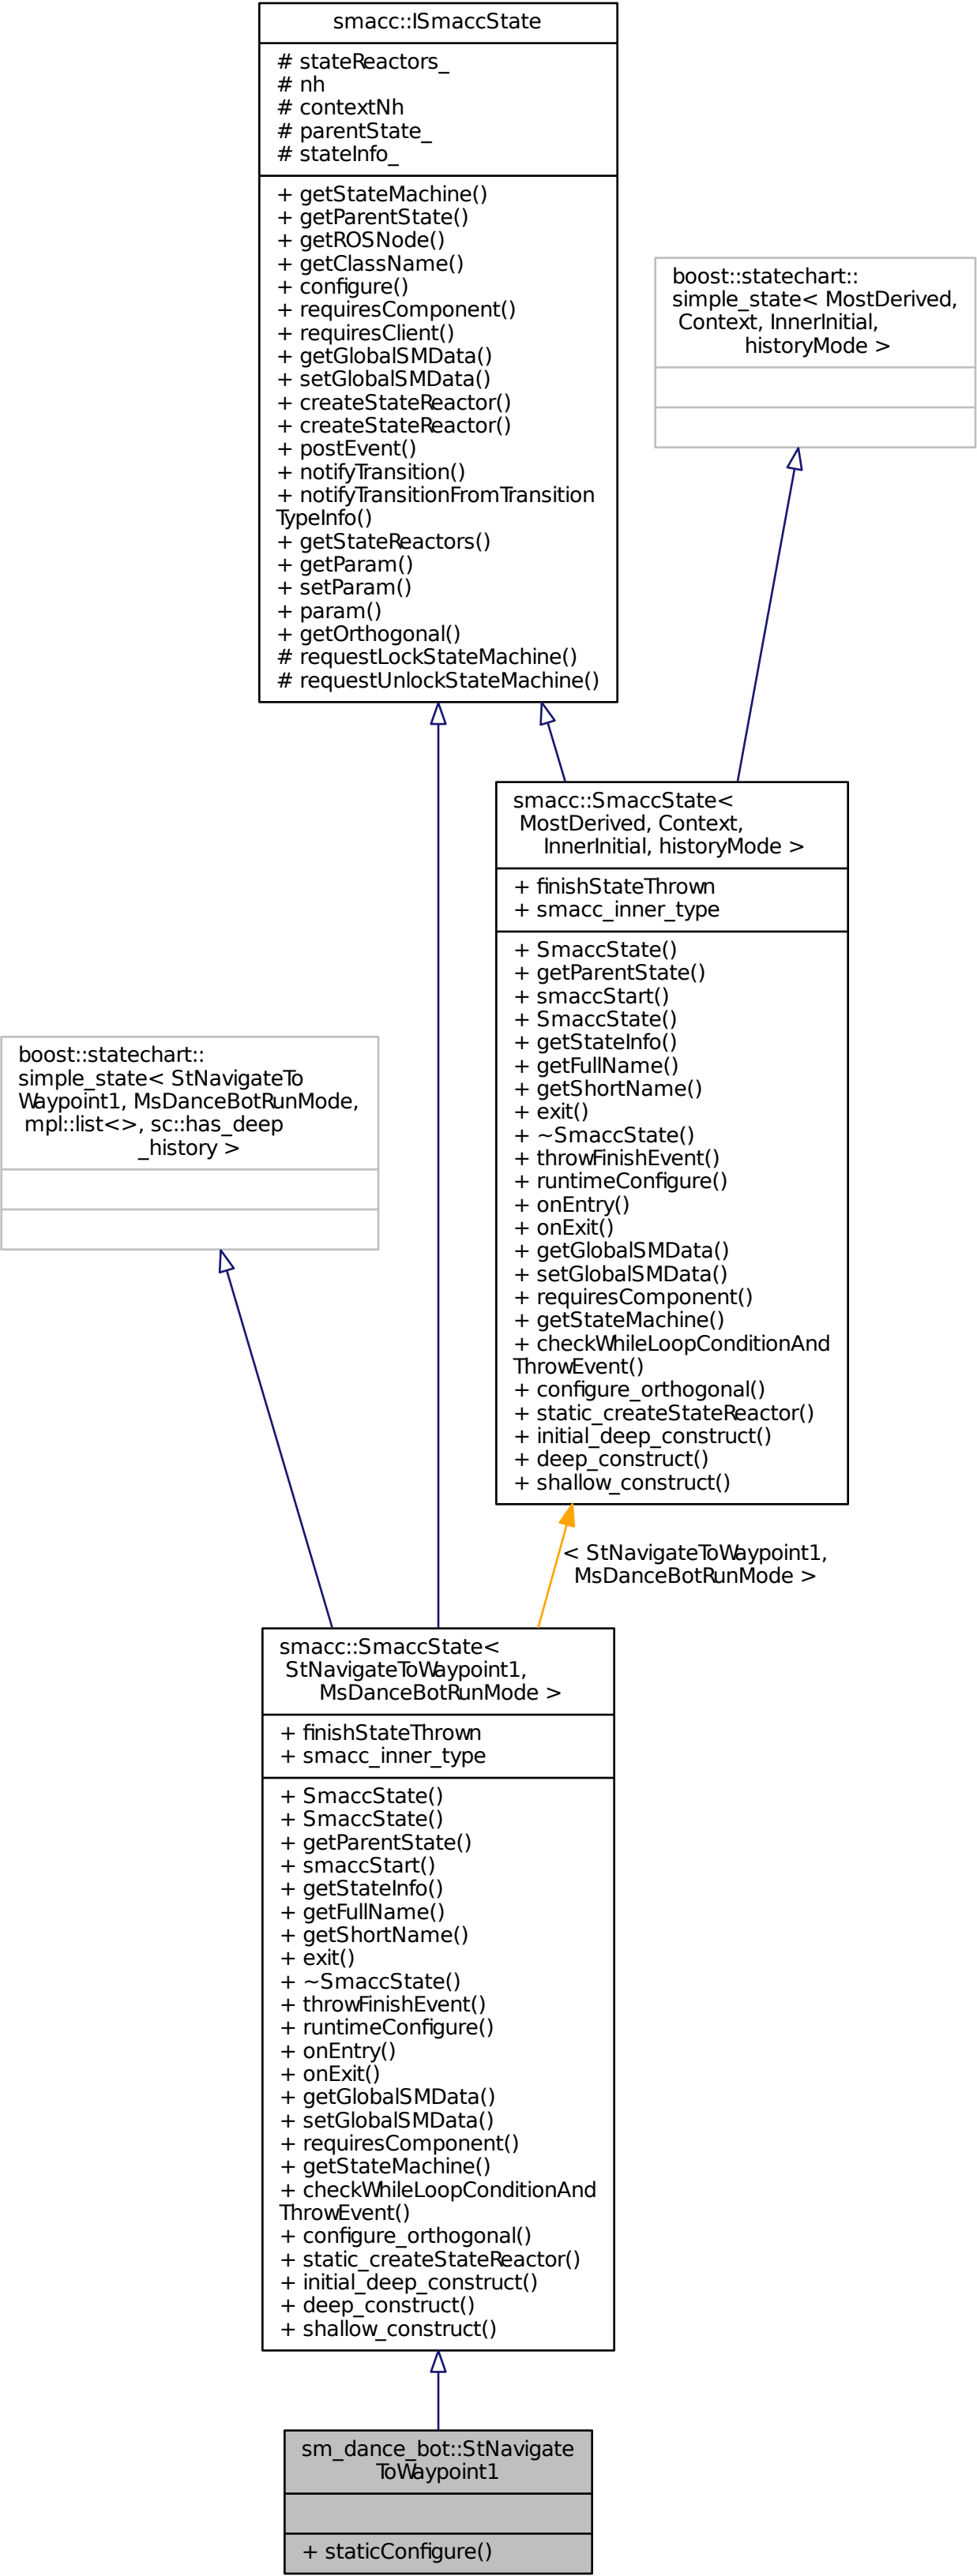 smacc::ISmaccState
# stateReactors_
# nh
# contextNh
# parentState_
# stateInfo_
+ getStateMachine()
+ getParentState()
+ getROSNode()
+ getClassName()
+ configure()
+ requiresComponent()
+ requiresClient()
+ getGlobalSMData()
+ setGlobalSMData()
+ createStateReactor()
+ createStateReactor()
+ postEvent()
+ notifyTransition()
+ notifyTransitionFromTransition
TypeInfo()
+ getStateReactors()
+ getParam()
+ setParam()
+ param()
+ getOrthogonal()
# requestLockStateMachine()
# requestUnlockStateMachine()
boost::statechart::
simple_state< MostDerived,
Context, InnerInitial,
historyMode >
smacc::SmaccState<
MostDerived, Context,
InnerInitial, historyMode >
+ finishStateThrown
+ smacc_inner_type
+ SmaccState()
+ getParentState()
+ smaccStart()
+ SmaccState()
+ getStateInfo()
+ getFullName()
+ getShortName()
+ exit()
+ ~SmaccState()
+ throwFinishEvent()
+ runtimeConfigure()
+ onEntry()
+ onExit()
+ getGlobalSMData()
+ setGlobalSMData()
+ requiresComponent()
+ getStateMachine()
+ checkWhileLoopConditionAnd
ThrowEvent()
+ configure_orthogonal()
+ static_createStateReactor()
+ initial_deep_construct()
+ deep_construct()
+ shallow_construct()
boost::statechart::
simple_state< StNavigateTo
Waypoint1, MsDanceBotRunMode,
mpl::list<>, sc::has_deep
_history >
< StNavigateToWaypoint1,
MsDanceBotRunMode >
smacc::SmaccState<
StNavigateToWaypoint1,
MsDanceBotRunMode >
+ finishStateThrown
+ smacc_inner_type
+ SmaccState()
+ SmaccState()
+ getParentState()
+ smaccStart()
+ getStateInfo()
+ getFullName()
+ getShortName()
+ exit()
+ ~SmaccState()
+ throwFinishEvent()
+ runtimeConfigure()
+ onEntry()
+ onExit()
+ getGlobalSMData()
+ setGlobalSMData()
+ requiresComponent()
+ getStateMachine()
+ checkWhileLoopConditionAnd
ThrowEvent()
+ configure_orthogonal()
+ static_createStateReactor()
+ initial_deep_construct()
+ deep_construct()
+ shallow_construct()
sm_dance_bot::StNavigate
ToWaypoint1
+ staticConfigure()